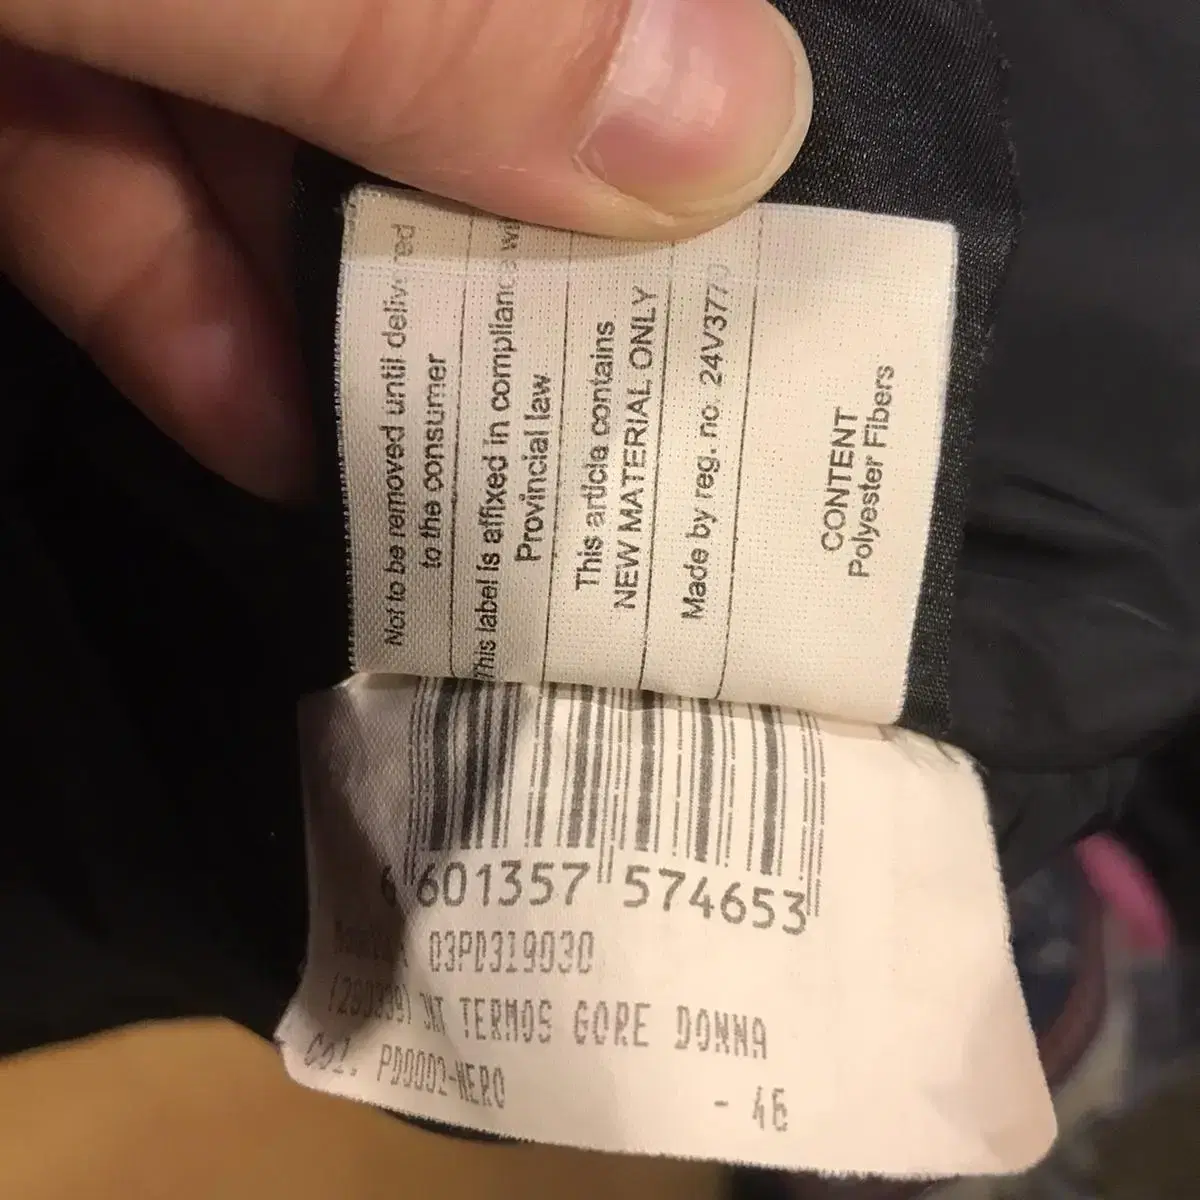 Not to be removed until delivered
to the consumer
This label is affixed in compliance
Provincial law
This article contains
NEW MATERIAL ONLY
Made by reg. no. 24V3770
CONTENT
Polyester Fibers
6 601357 574653
03PD319030
JKT TERMOS GORE DONNA
Col. PD0002-NERO - 46